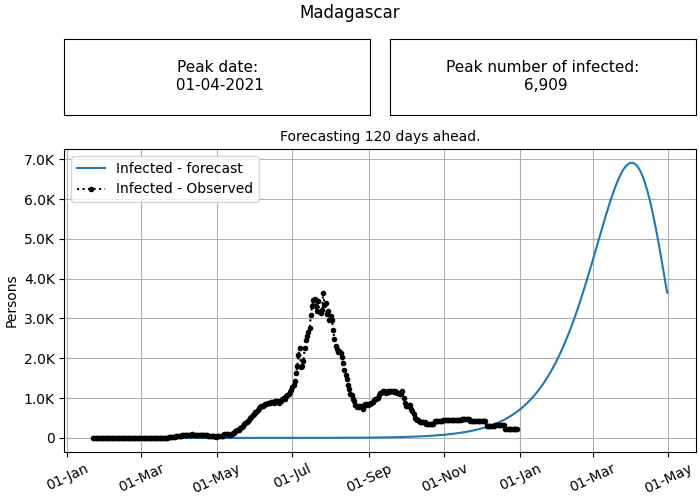 Madagascar
Peak date:
01-04-2021
Peak number of infected:
6,909
Forecasting 120 days ahead.
Infected - forecast
Infected - Observed
Persons
7.0K
6.0K
5.0K
4.0K
3.0K
2.0K
1.0K
0
01-Jan
01-Mar
01-May
01-Jul
01-Sep
01-Nov
01-Jan
01-Mar
01-May